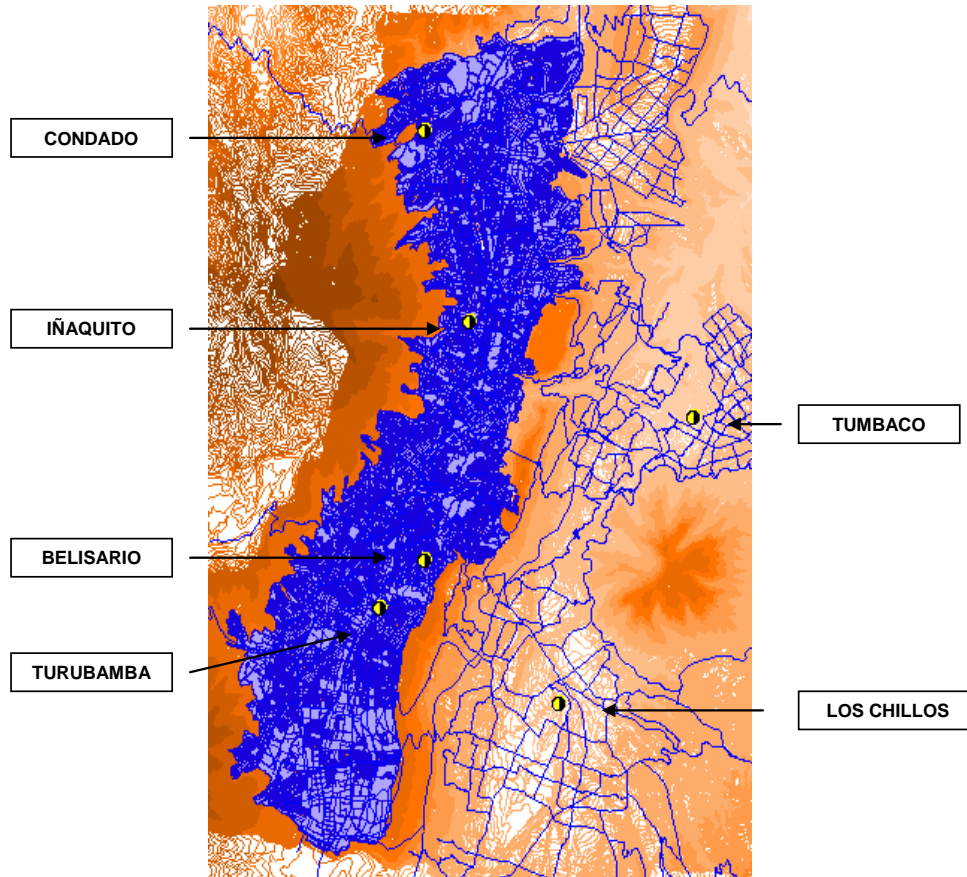 CONDADO
IÑAQUITO
TUMBACO
BELISARIO
TURUBAMBA
LOS CHILLOS